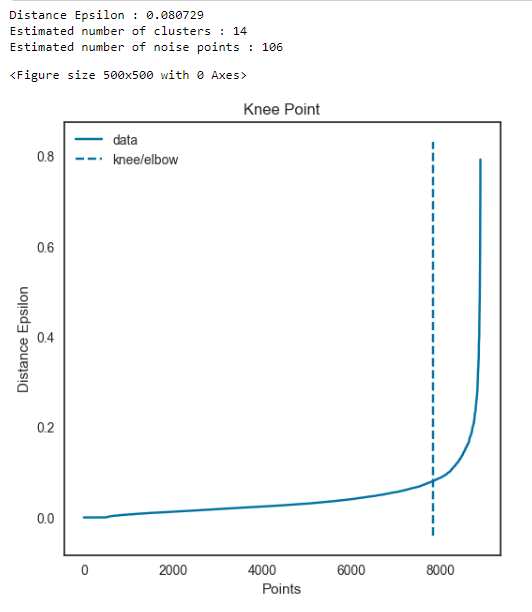 Distance Epsilon : 0.080729
Estimated number of clusters : 14
Estimated number of noise points : 106
<Figure size 500x500 with 0 Axes>
Knee Point
data
knee/elbow
0.8
0.6
0.4
0.2
0.0
Distance Epsilon
0 2000 4000 6000 8000
Points